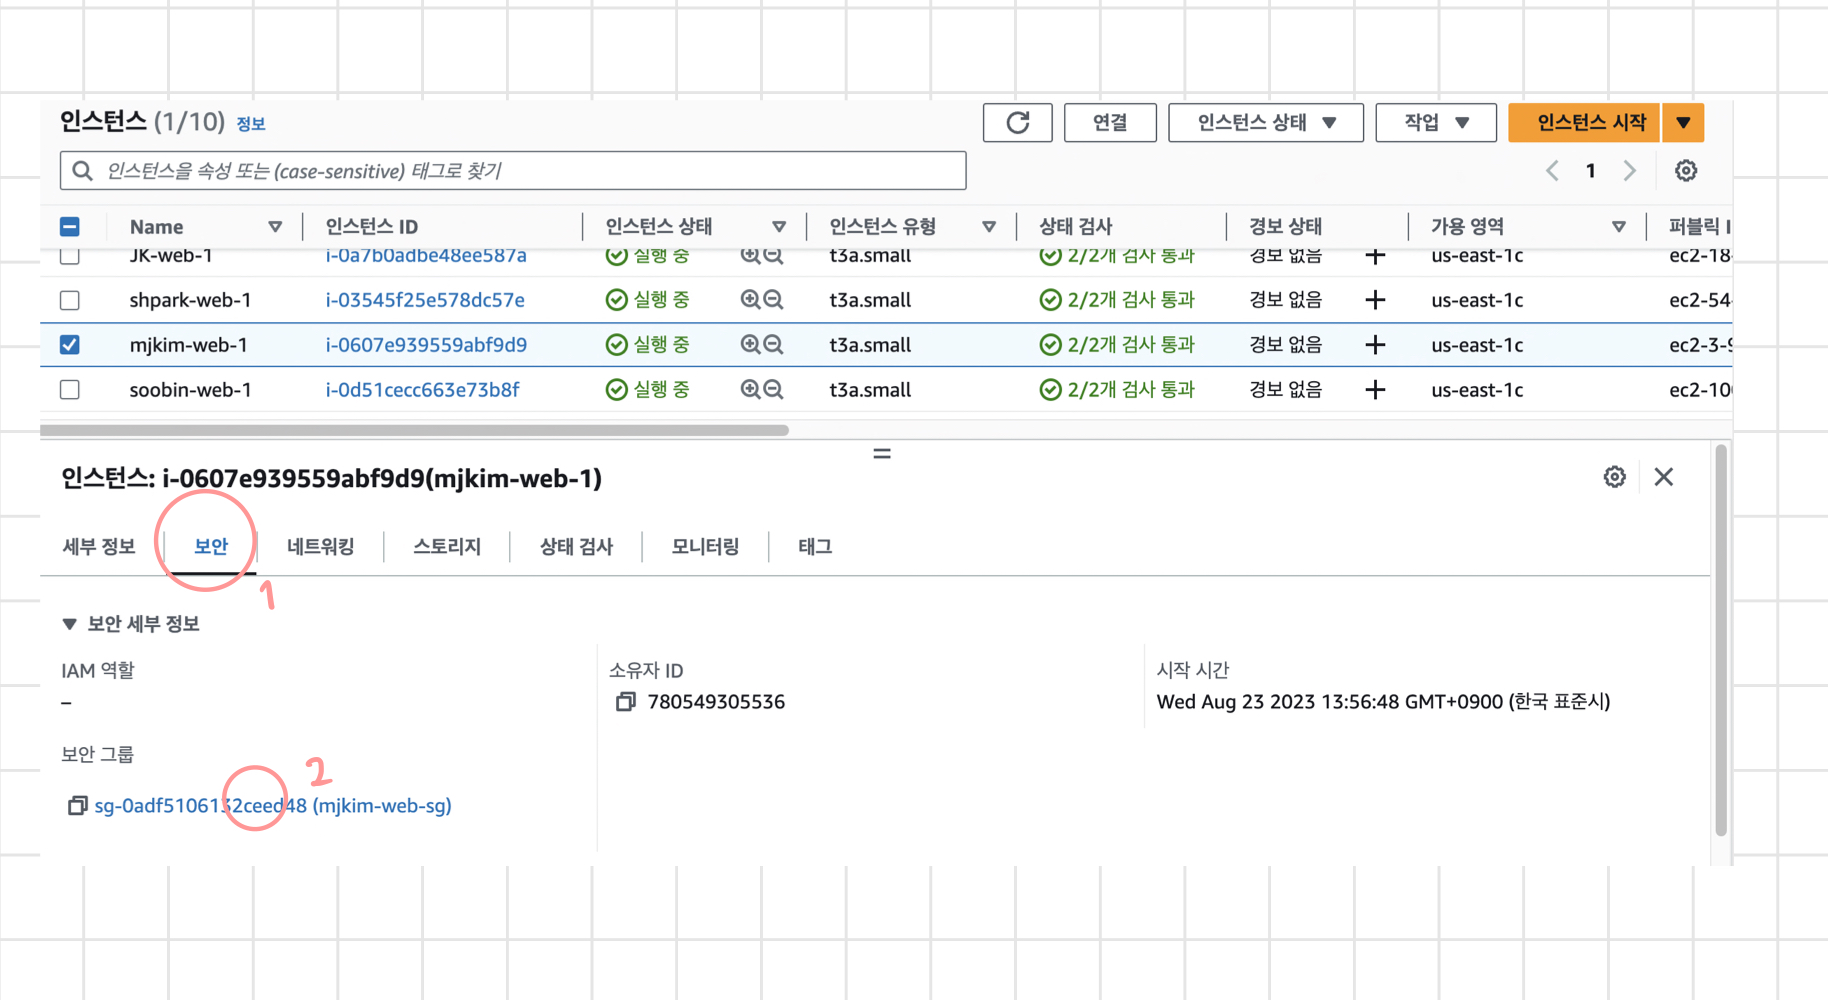 인스턴스 (1/10) 정보
연결
인스턴스 상태
작업
인스턴스 시작
인스턴스을 속성 또는 (case-sensitive) 태그로 찾기
1
Name 인스턴스 ID 인스턴스 상태 인스턴스 유형 상태 검사 경보 상태 가용 영역 퍼블릭
JK-web-1 i-0a7b0adbe48ee587a 실행 중 t3a.small 2/2개 검사 통과 경보 없음 + us-east-1c ec2-18
shpark-web-1 i-03545f25e578dc57e 실행 중 t3a.small 2/2개 검사 통과 경보 없음 + us-east-1c ec2-54
mjkim-web-1 i-0607e939559abf9d9 실행 중 t3a.small 2/2개 검사 통과 경보 없음 + us-east-1c ec2-3-9
soobin-web-1 i-0d51cecc663e73b8f 실행 중 t3a.small 2/2개 검사 통과 경보 없음 + us-east-1c ec2-10
인스턴스: i-0607e939559abf9d9(mjkim-web-1)
세부 정보 보안 네트워킹 스토리지 상태 검사 모니터링 태그
1
보안 세부 정보
IAM 역할
–
소유자 ID
780549305536
시작 시간
Wed Aug 23 2023 13:56:48 GMT+0900 (한국 표준시)
보안 그룹
2
sg-0adf5106132ceed48 (mjkim-web-sg)